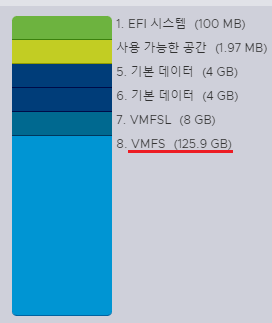 1. EFI 시스템 (100 MB)
사용 가능한 공간 (1.97 MB)
5. 기본 데이터 (4 GB)
6. 기본 데이터 (4 GB)
7. VMFSL (8 GB)
8. VMFS (125.9 GB)